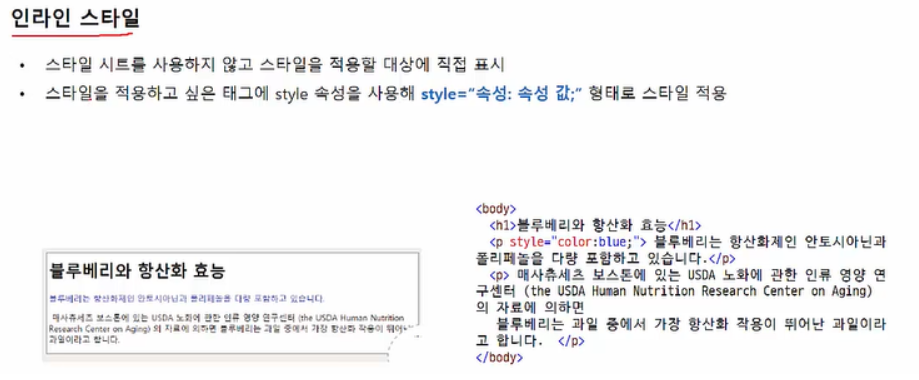 인라인 스타일
• 스타일 시트를 사용하지 않고 스타일을 적용할 대상에 직접 표시
• 스타일을 적용하고 싶은 태그에 style 속성을 사용해 style=“속성: 속성 값;” 형태로 스타일 적용
블루베리와 항산화 효능
블루베리는 항산화제인 안토시아닌과 폴리페놀을 다량 포함하고 있습니다.
매사츄세츠 보스톤에 있는 USDA 노화에 관한 인류 영양 연구센터 (the USDA Human Nutrition
Research Center on Aging) 의 자료에 의하면 블루베리는 과일 중에서 가장 항산화 작용이 뛰어난
과일이라고 합니다.
<body>
<h1>블루베리와 항산화 효능</h1>
<p style="color:blue;"> 블루베리는 항산화제인 안토시아닌과
폴리페놀을 다량 포함하고 있습니다.</p>
<p> 매사츄세츠 보스톤에 있는 USDA 노화에 관한 인류 영양 연
구센터 (the USDA Human Nutrition Research Center on Aging)
의 자료에 의하면
블루베리는 과일 중에서 가장 항산화 작용이 뛰어난 과일이라
고 합니다. </p>
</body>